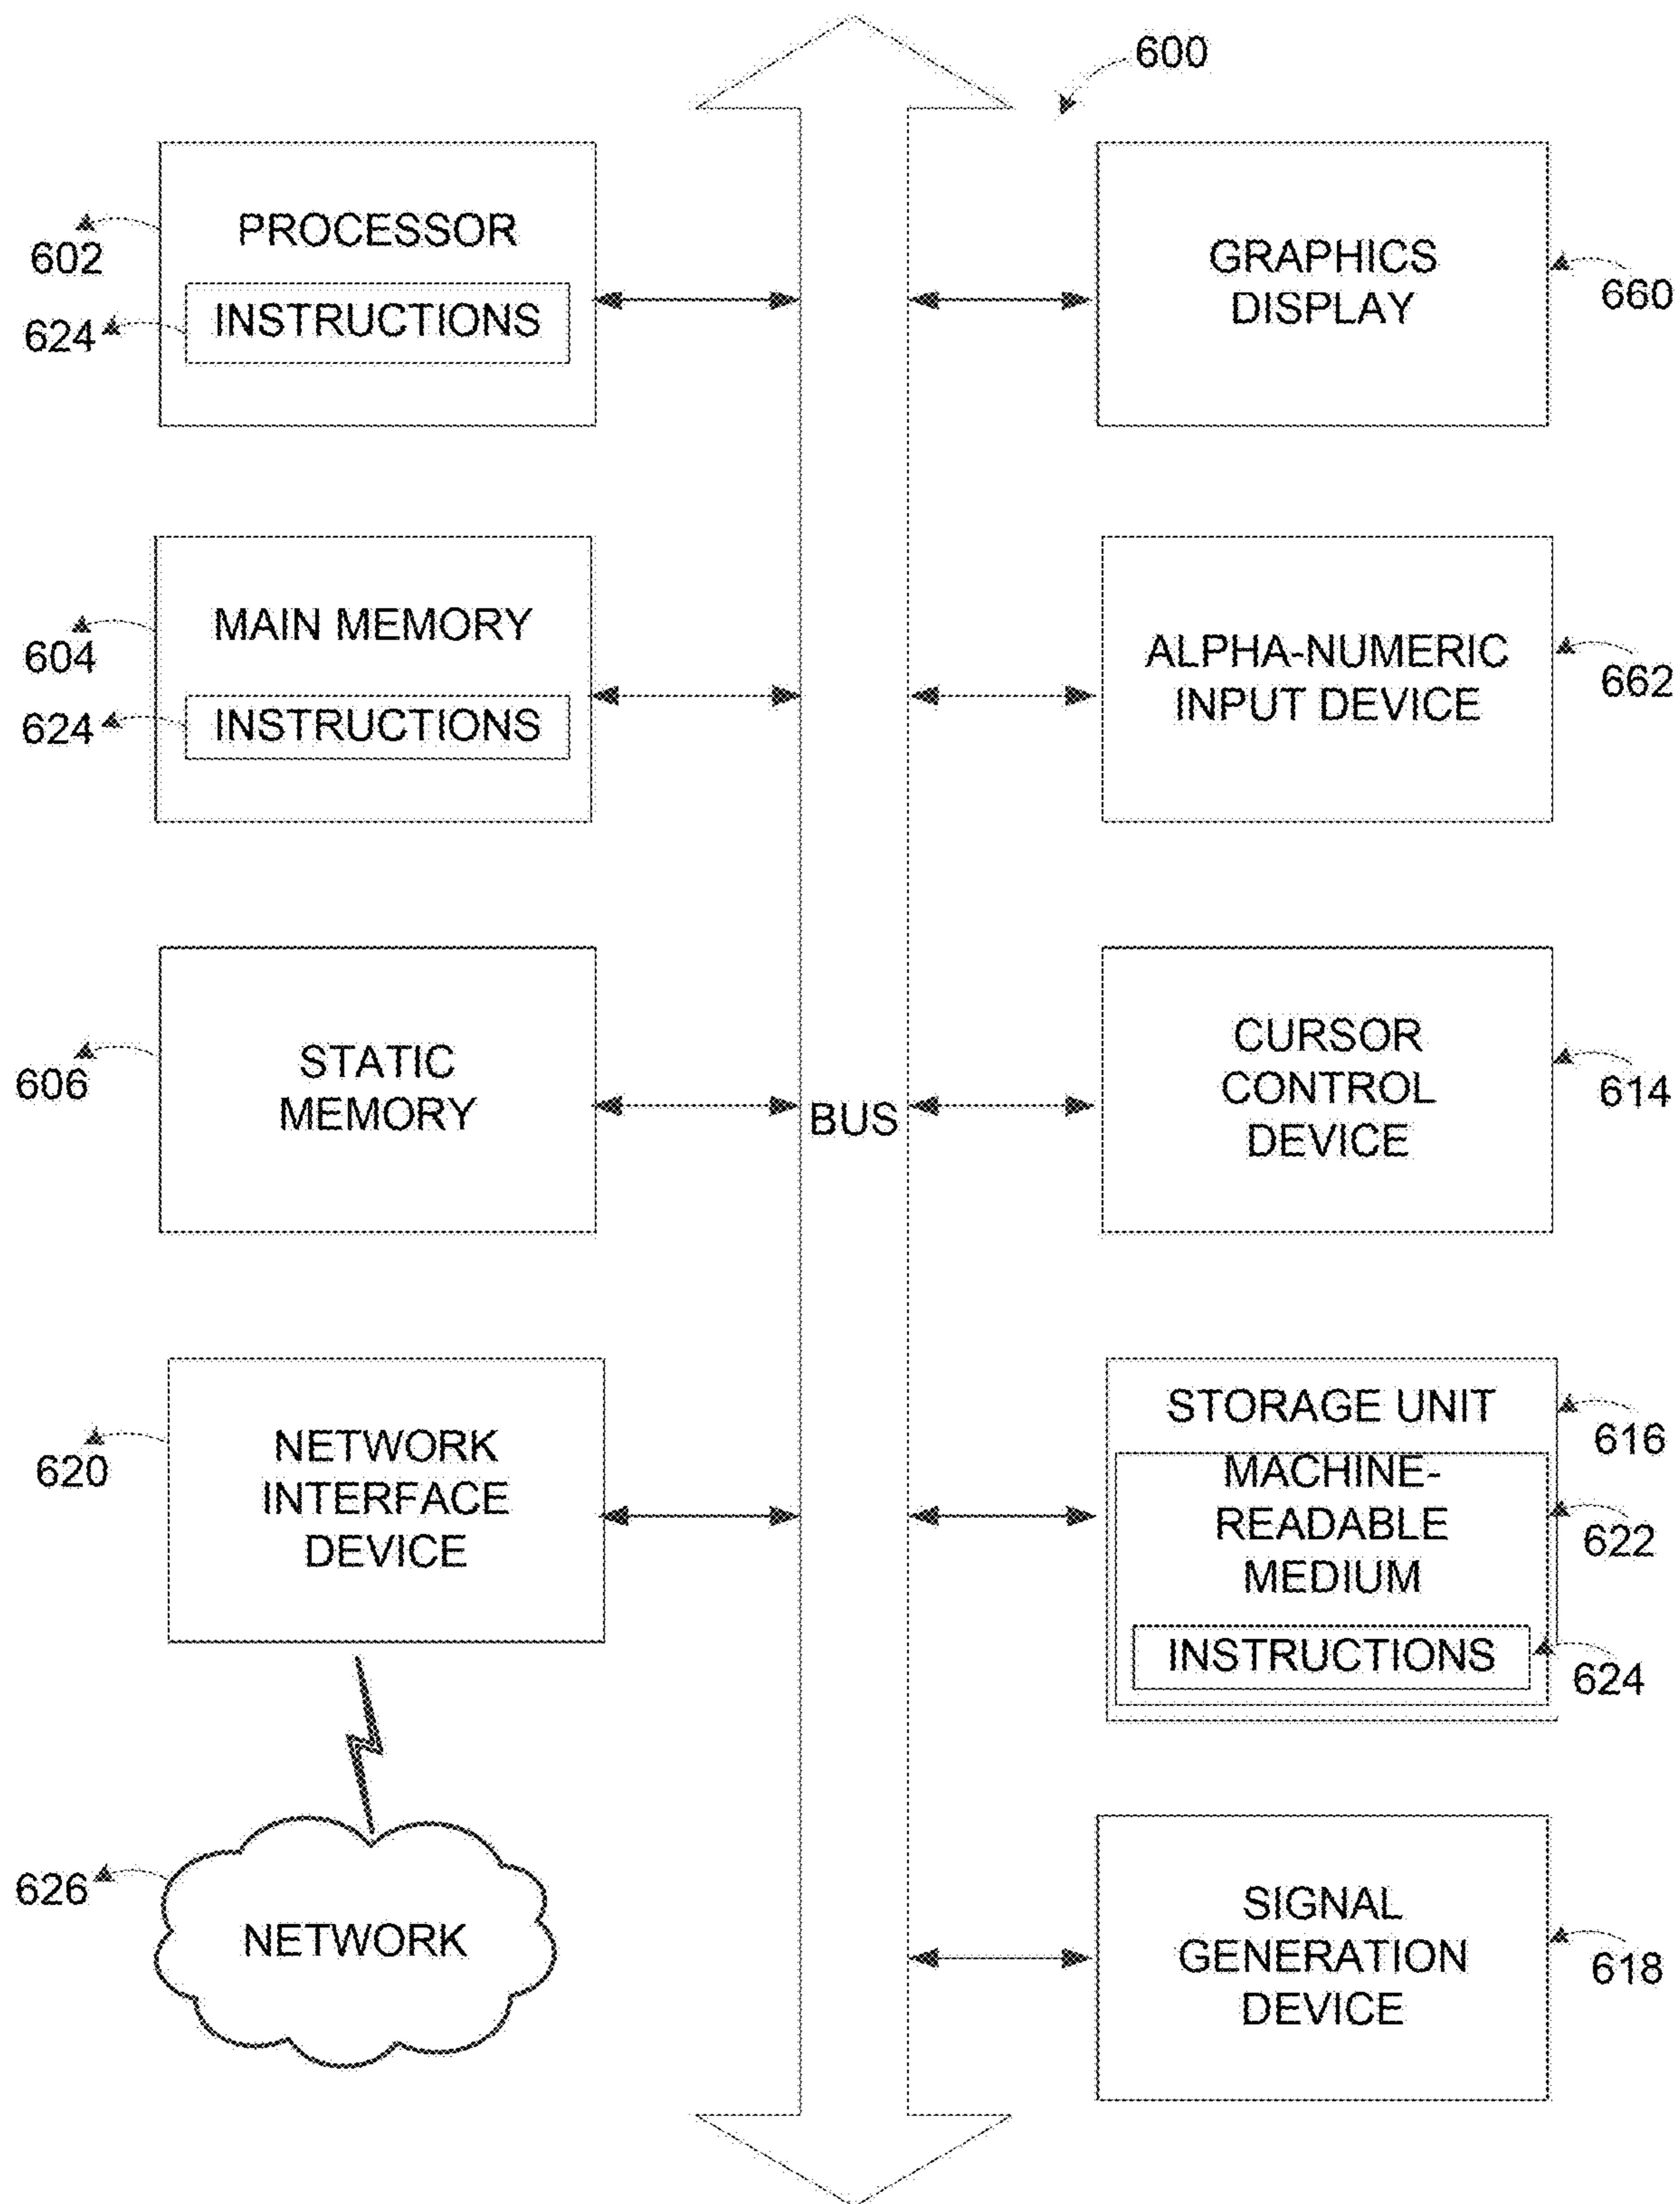 600
PROCESSOR
602
INSTRUCTIONS
624
GRAPHICS
DISPLAY
660
MAIN MEMORY
604
INSTRUCTIONS
624
ALPHA-NUMERIC
INPUT DEVICE
662
STATIC
MEMORY
606
BUS
CURSOR
CONTROL
DEVICE
614
NETWORK
INTERFACE
DEVICE
620
STORAGE UNIT
616
MACHINE-
READABLE
MEDIUM
622
INSTRUCTIONS
624
626
NETWORK
SIGNAL
GENERATION
DEVICE
618